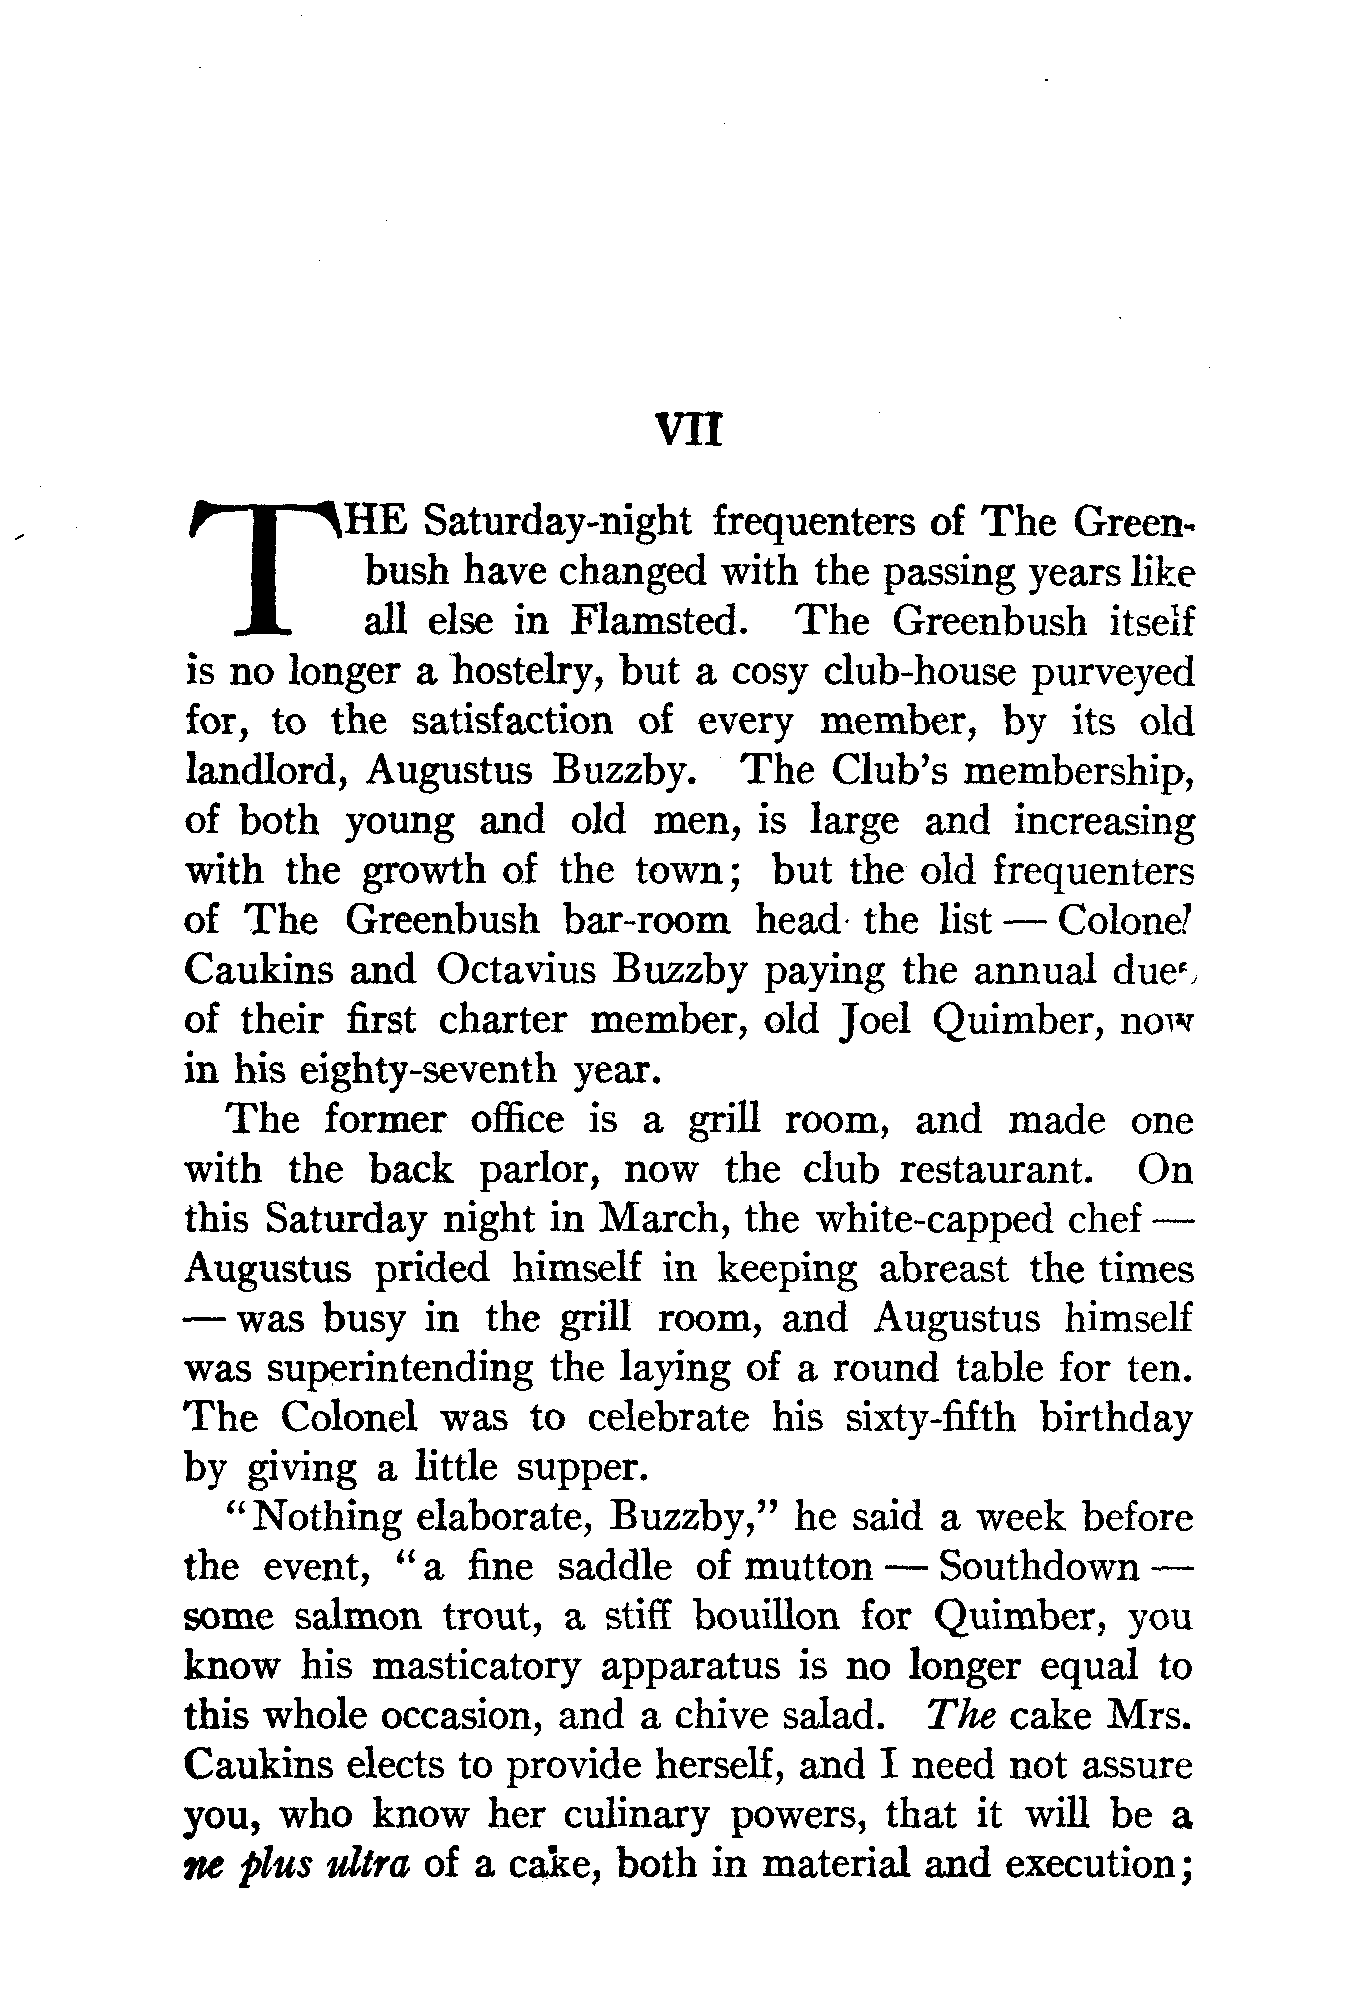 VII
THE Saturday-night frequenters of The Green-
bush have changed with the passing years like
all else in Flamsted. The Greenbush itself
is no longer a hostelry, but a cosy club-house purveyed
for, to the satisfaction of every member, by its old
landlord, Augustus Buzzby. The Club's membership,
of both young and old men, is large and increasing
with the growth of the town; but the old frequenters
of The Greenbush bar-room head the list — Colonel
Caukins and Octavius Buzzby paying the annual dues
of their first charter member, old Joel Quimber, now
in his eighty-seventh year.
The former office is a grill room, and made one
with the back parlor, now the club restaurant. On
this Saturday night in March, the white-capped chef —
Augustus prided himself in keeping abreast the times
— was busy in the grill room, and Augustus himself
was superintending the laying of a round table for ten.
The Colonel was to celebrate his sixty-fifth birthday
by giving a little supper.
"Nothing elaborate, Buzzby," he said a week before
the event, "a fine saddle of mutton — Southdown —
some salmon trout, a stiff bouillon for Quimber, you
know his masticatory apparatus is no longer equal to
this whole occasion, and a chive salad. The cake Mrs.
Caukins elects to provide herself, and I need not assure
you, who know her culinary powers, that it will be a
ne plus ultra of a cake, both in material and execution;